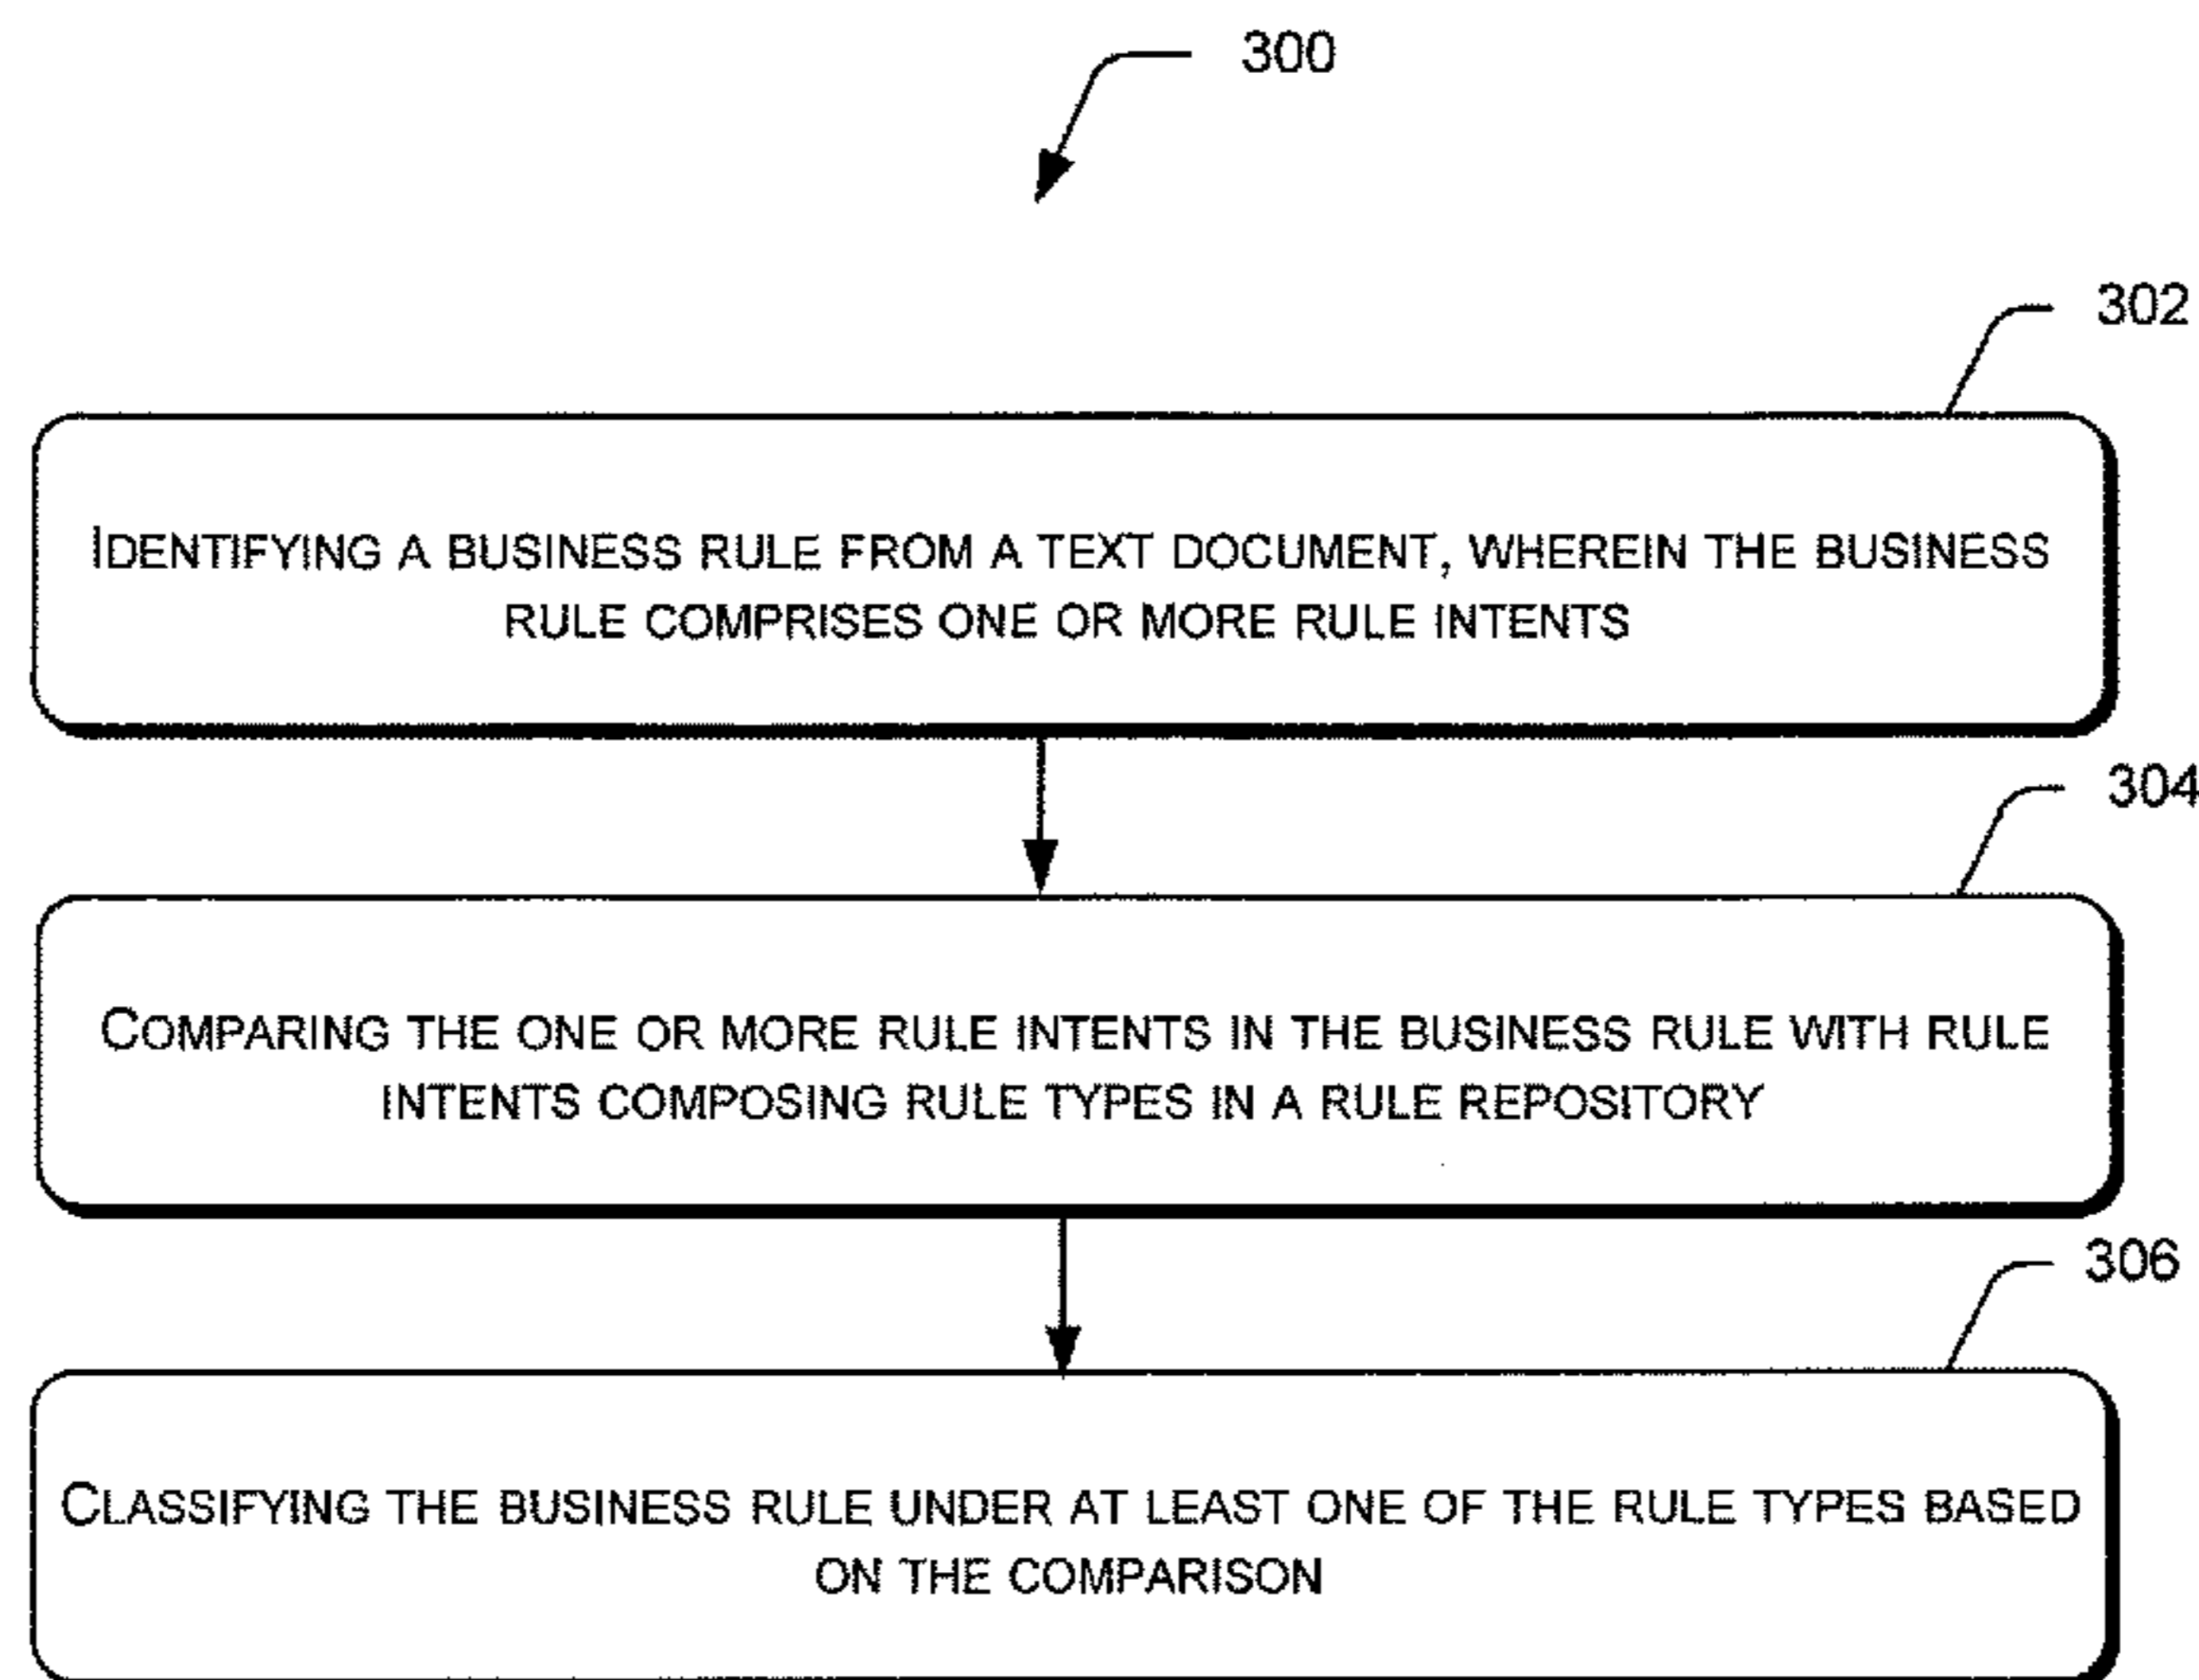 300
302
IDENTIFYING A BUSINESS RULE FROM A TEXT DOCUMENT, WHEREIN THE BUSINESS
RULE COMPRISES ONE OR MORE RULE INTENTS
304
COMPARING THE ONE OR MORE RULE INTENTS IN THE BUSINESS RULE WITH RULE
INTENTS COMPOSING RULE TYPES IN A RULE REPOSITORY
306
CLASSIFYING THE BUSINESS RULE UNDER AT LEAST ONE OF THE RULE TYPES BASED
ON THE COMPARISON